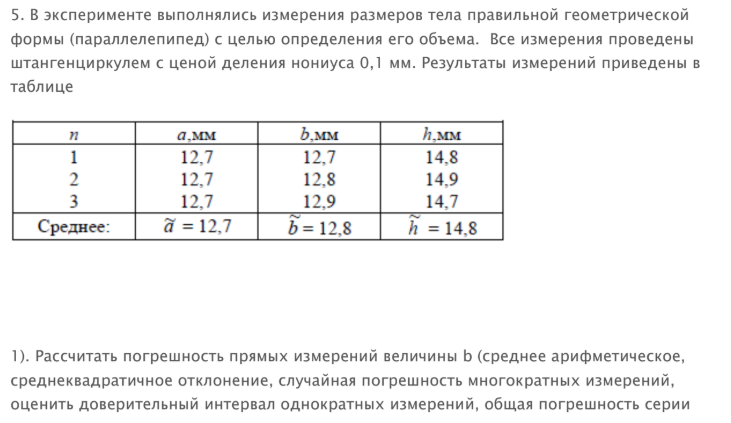 5. В эксперименте выполнялись измерения размеров тела правильной геометрической
формы (параллелепипед) с целью определения его объема.  Все измерения проведены
штангенциркулем с ценой деления нониуса 0,1 мм. Результаты измерений приведены в
таблице
n a,мм b,мм h,мм
1 12,7 12,7 14,8
2 12,7 12,8 14,9
3 12,7 12,9 14,7
Среднее: ã = 12,7 b̃ = 12,8 h̃ = 14,8
1). Рассчитать погрешность прямых измерений величины b (среднее арифметическое,
среднеквадратичное отклонение, случайная погрешность многократных измерений,
оценить доверительный интервал однократных измерений, общая погрешность серии